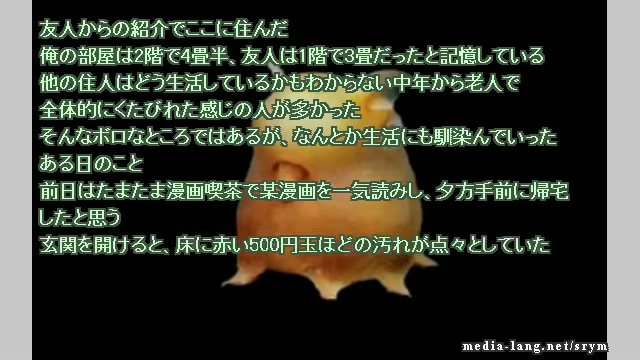 友人からの紹介でここに住んだ
俺の部屋は2階で4畳半、友人は1階で3畳だったと記憶している
他の住人はどう生活しているかもわからない中年から老人で
全体的にくたびれた感じの人が多かった
そんなボロなところではあるが、なんとか生活にも馴染んでいった
ある日のこと
前日はたまたま漫画喫茶で某漫画を一気読みし、夕方手前に帰宅
したと思う
玄関を開けると、床に赤い500円玉ほどの汚れが点々としていた
media-lang.net/srym